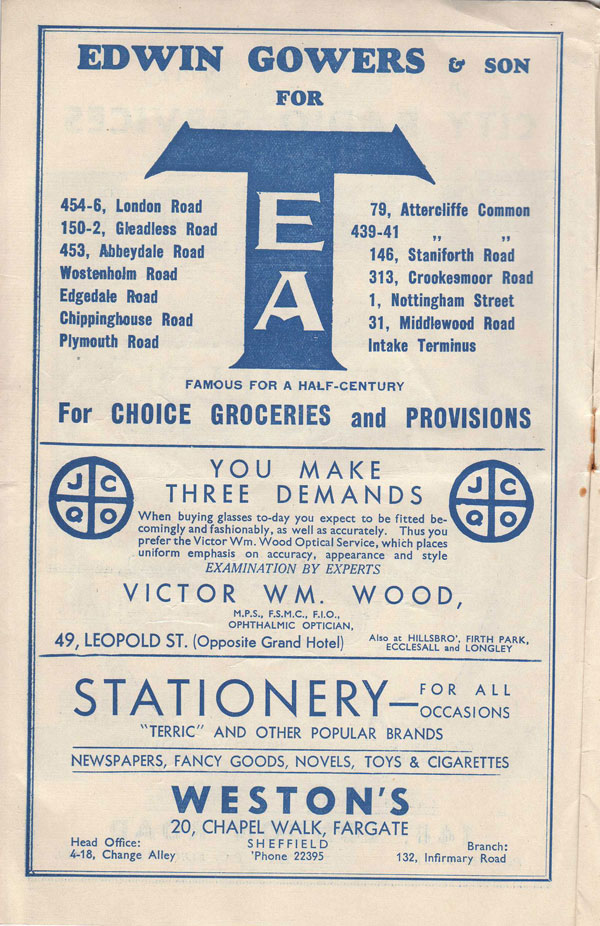 EDWIN GOWERS & SON
FOR
TEA
454-6, London Road
150-2, Gleadless Road
453, Abbeydale Road
Wostenholm Road
Edgedale Road
Chippinghouse Road
Plymouth Road
79, Attercliffe Common
439-41 „ „
146, Staniforth Road
313, Crookesmoor Road
1, Nottingham Street
31, Middlewood Road
Intake Terminus
FAMOUS FOR A HALF-CENTURY
For CHOICE GROCERIES and PROVISIONS
J C
Q O
YOU MAKE
THREE DEMANDS
J C
Q O
When buying glasses to-day you expect to be fitted be-
comingly and fashionably, as well as accurately. Thus you
prefer the Victor Wm. Wood Optical Service, which places
uniform emphasis on accuracy, appearance and style
EXAMINATION BY EXPERTS
VICTOR WM. WOOD,
M.P.S., F.S.M.C., F.I.O.,
OPHTHALMIC OPTICIAN,
49, LEOPOLD ST. (Opposite Grand Hotel)
Also at HILLSBRO', FIRTH PARK,
ECCLESALL and LONGLEY
STATIONERY—FOR ALL
OCCASIONS
"TERRIC" AND OTHER POPULAR BRANDS
NEWSPAPERS, FANCY GOODS, NOVELS, TOYS & CIGARETTES
WESTON'S
20, CHAPEL WALK, FARGATE
SHEFFIELD
'Phone 22395
Head Office:
4-18, Change Alley
Branch:
132, Infirmary Road